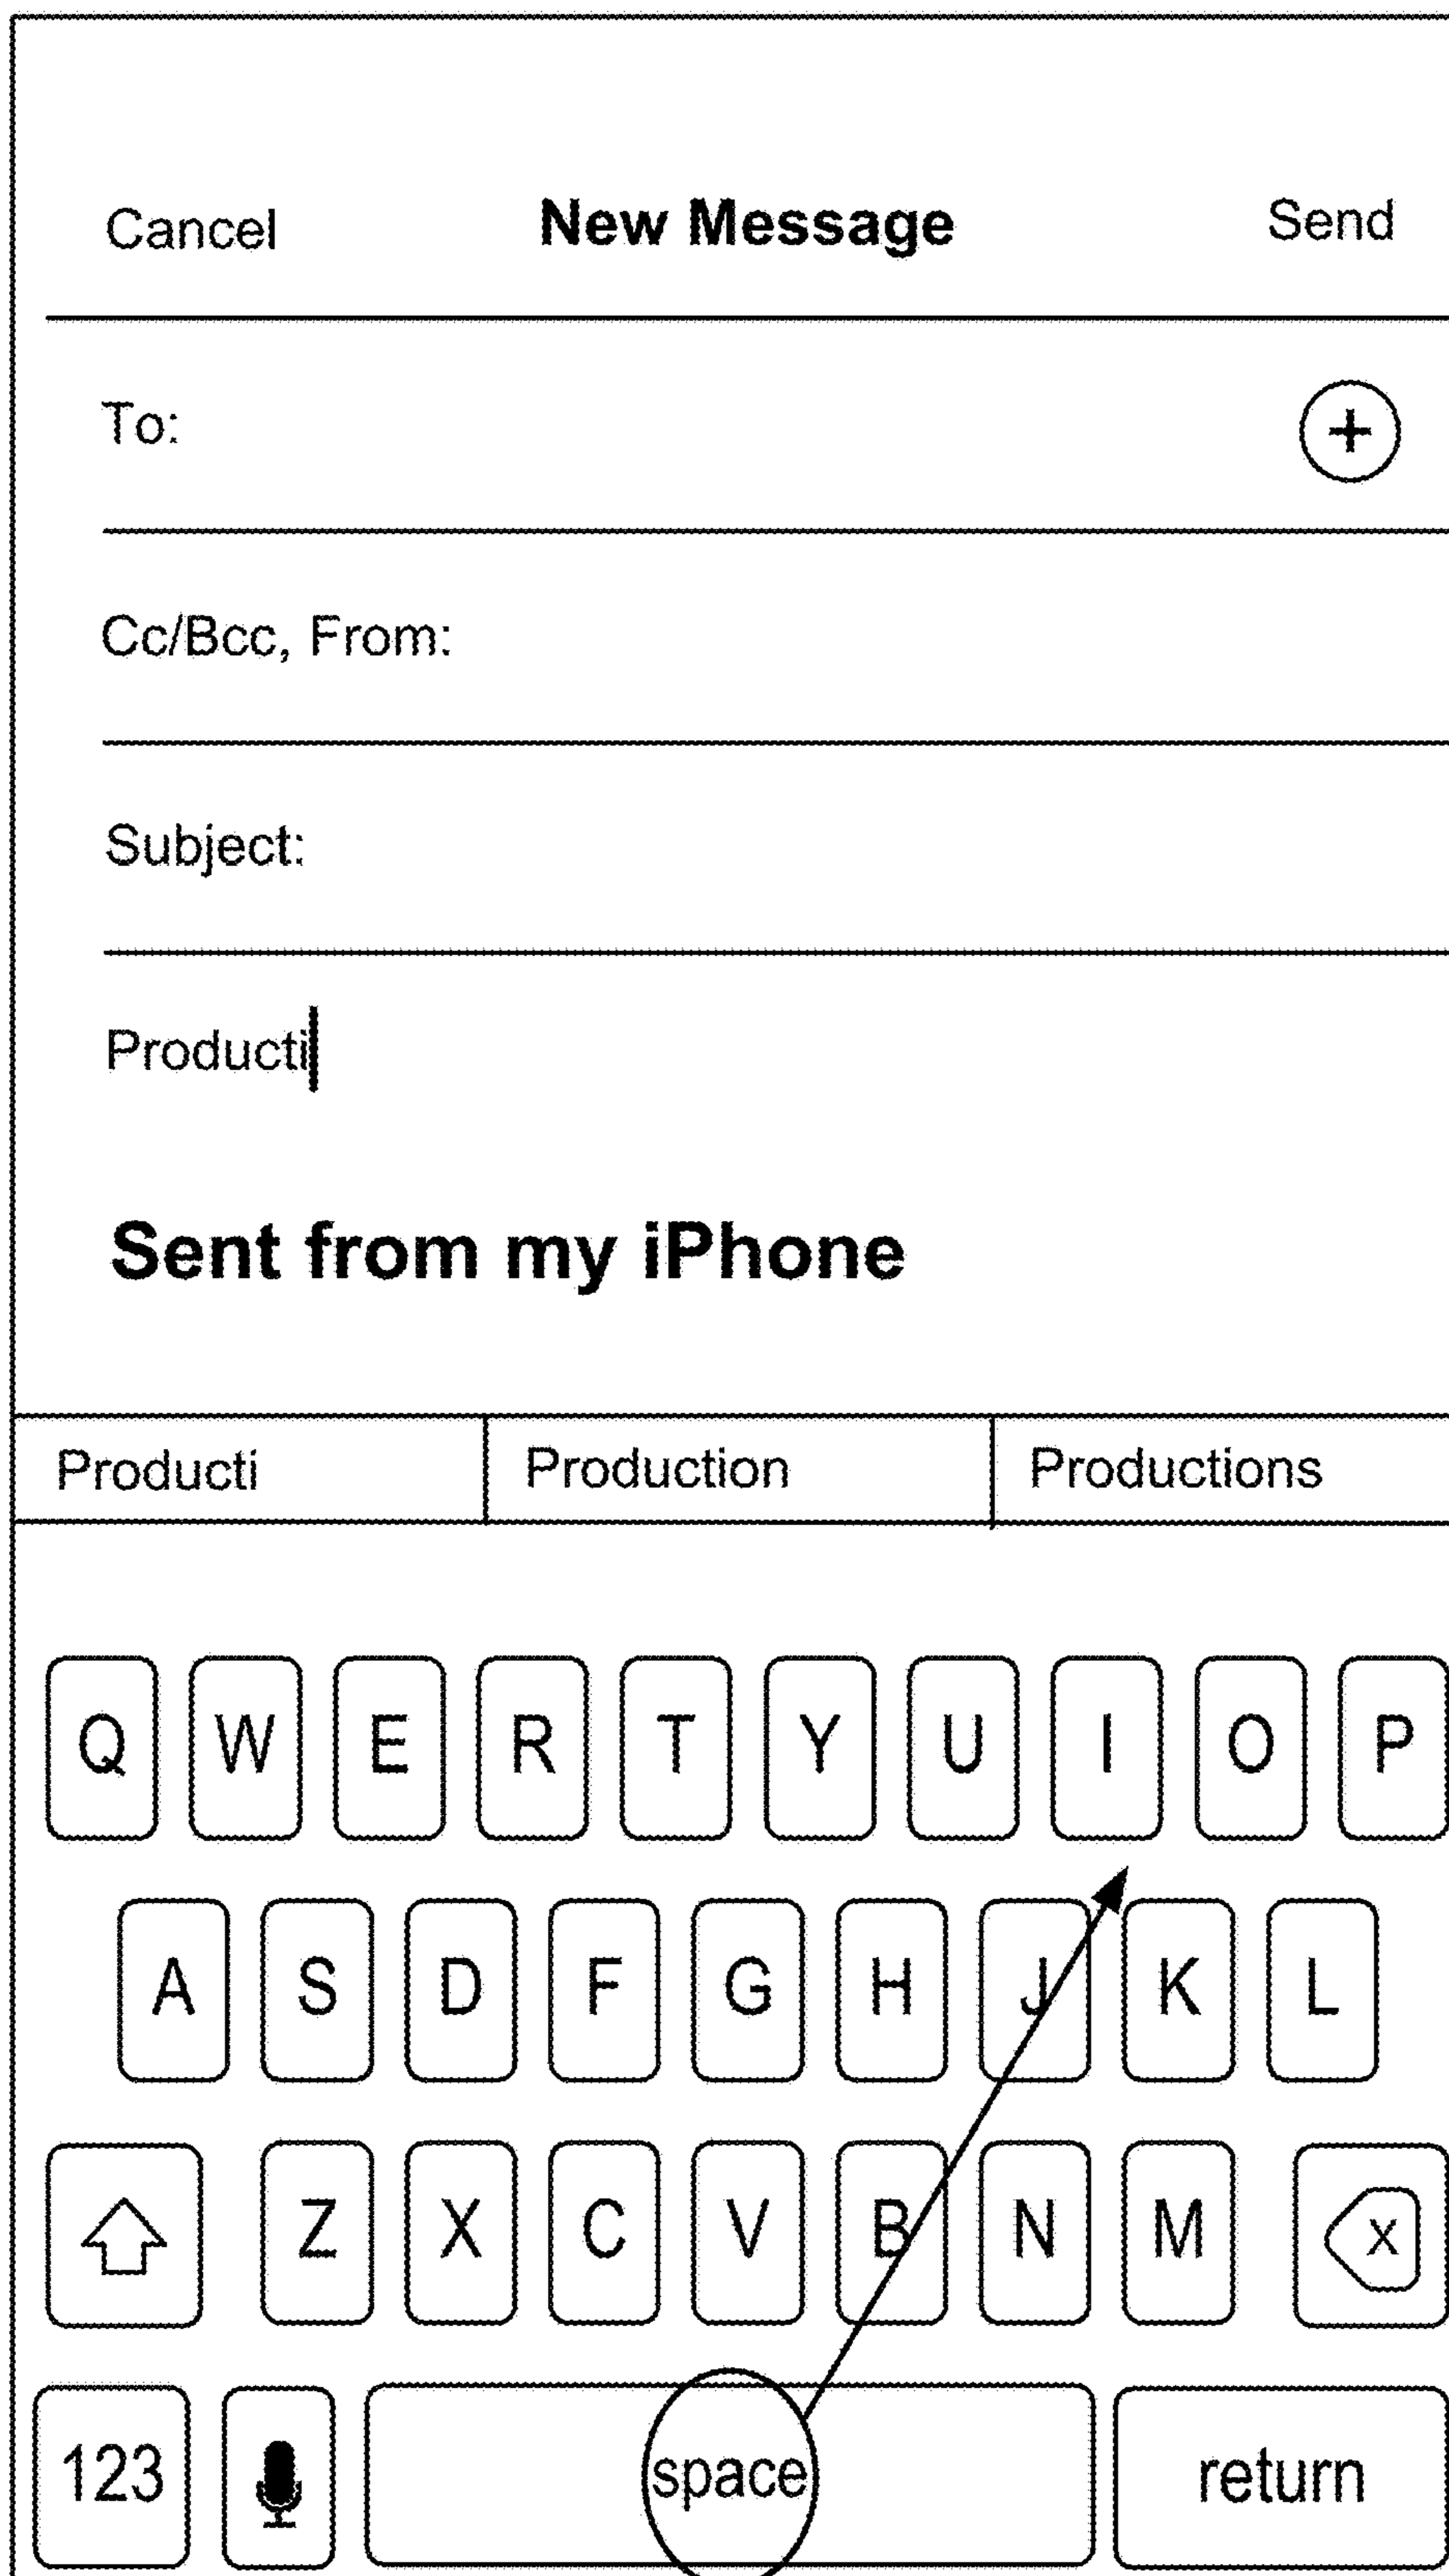 Cancel New Message Send
To: +
Cc/Bcc, From:
Subject:
Producti
Sent from my iPhone
Producti Production Productions
Q W E R T Y U I O P
A S D F G H J K L
Z X C V B N M X
123 space return